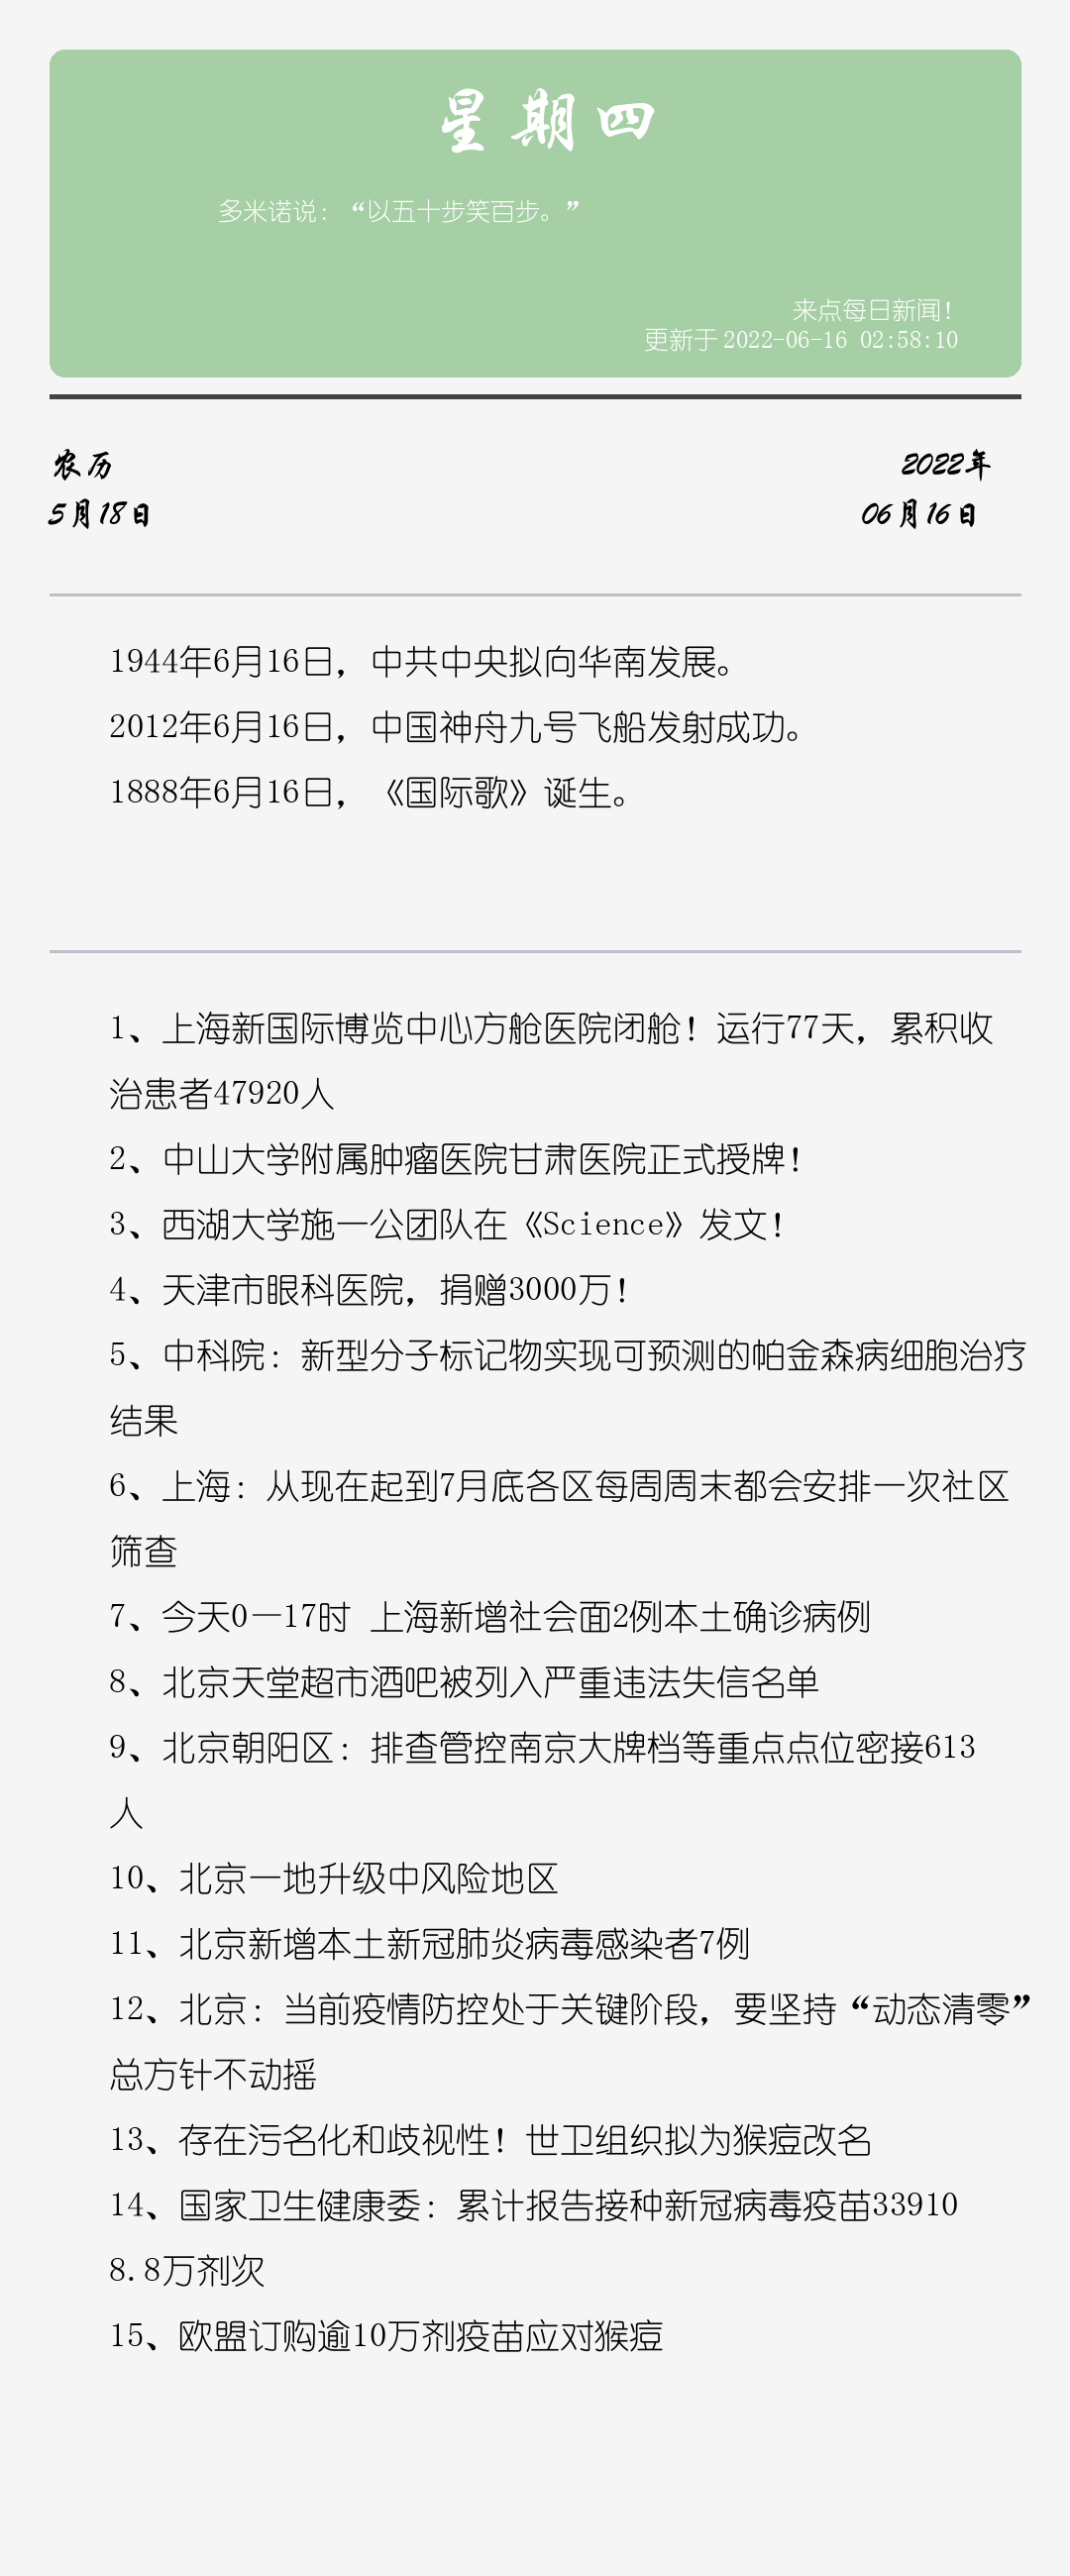 星期四
多米诺说：“以五十步笑百步。”
来点每日新闻！
更新于 2022-06-16 02:58:10
农历
2022年
5月18日
06月16日
1944年6月16日，中共中央拟向华南发展。
2012年6月16日，中国神舟九号飞船发射成功。
1888年6月16日，《国际歌》诞生。
1、上海新国际博览中心方舱医院闭舱！运行77天，累积收
治患者47920人
2、中山大学附属肿瘤医院甘肃医院正式授牌！
3、西湖大学施一公团队在《Science》发文！
4、天津市眼科医院，捐赠3000万！
5、中科院：新型分子标记物实现可预测的帕金森病细胞治疗
结果
6、上海：从现在起到7月底各区每周周末都会安排一次社区
筛查
7、今天0—17时 上海新增社会面2例本土确诊病例
8、北京天堂超市酒吧被列入严重违法失信名单
9、北京朝阳区：排查管控南京大牌档等重点点位密接613
人
10、北京一地升级中风险地区
11、北京新增本土新冠肺炎病毒感染者7例
12、北京：当前疫情防控处于关键阶段，要坚持“动态清零”
总方针不动摇
13、存在污名化和歧视性！世卫组织拟为猴痘改名
14、国家卫生健康委：累计报告接种新冠病毒疫苗33910
8.8万剂次
15、欧盟订购逾10万剂疫苗应对猴痘